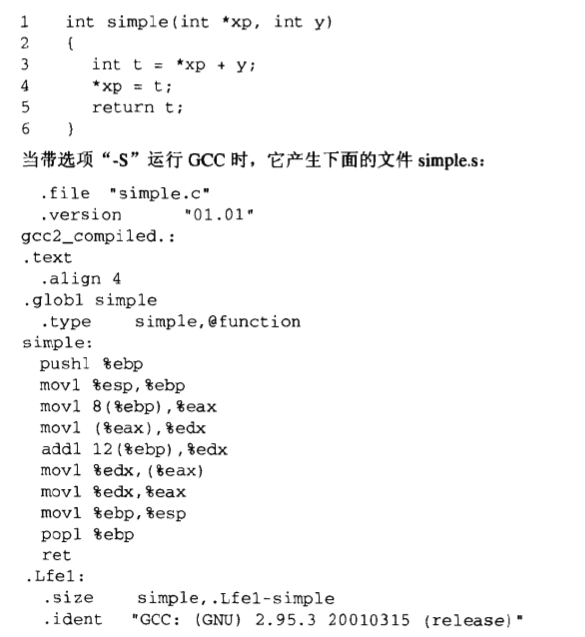 1 int simple(int *xp, int y)
2 {
3 int t = *xp + y;
4 *xp = t;
5 return t;
6 }
当带选项“-S”运行 GCC 时，它产生下面的文件 simple.s：
.file "simple.c"
.version "01.01"
gcc2_compiled.:
.text
.align 4
.globl simple
.type simple,@function
simple:
pushl %ebp
movl %esp,%ebp
movl 8(%ebp),%eax
movl (%eax),%edx
addl 12(%ebp),%edx
movl %edx,(%eax)
movl %edx,%eax
movl %ebp,%esp
popl %ebp
ret
.Lfe1:
.size simple,.Lfe1-simple
.ident "GCC: (GNU) 2.95.3 20010315 (release)"